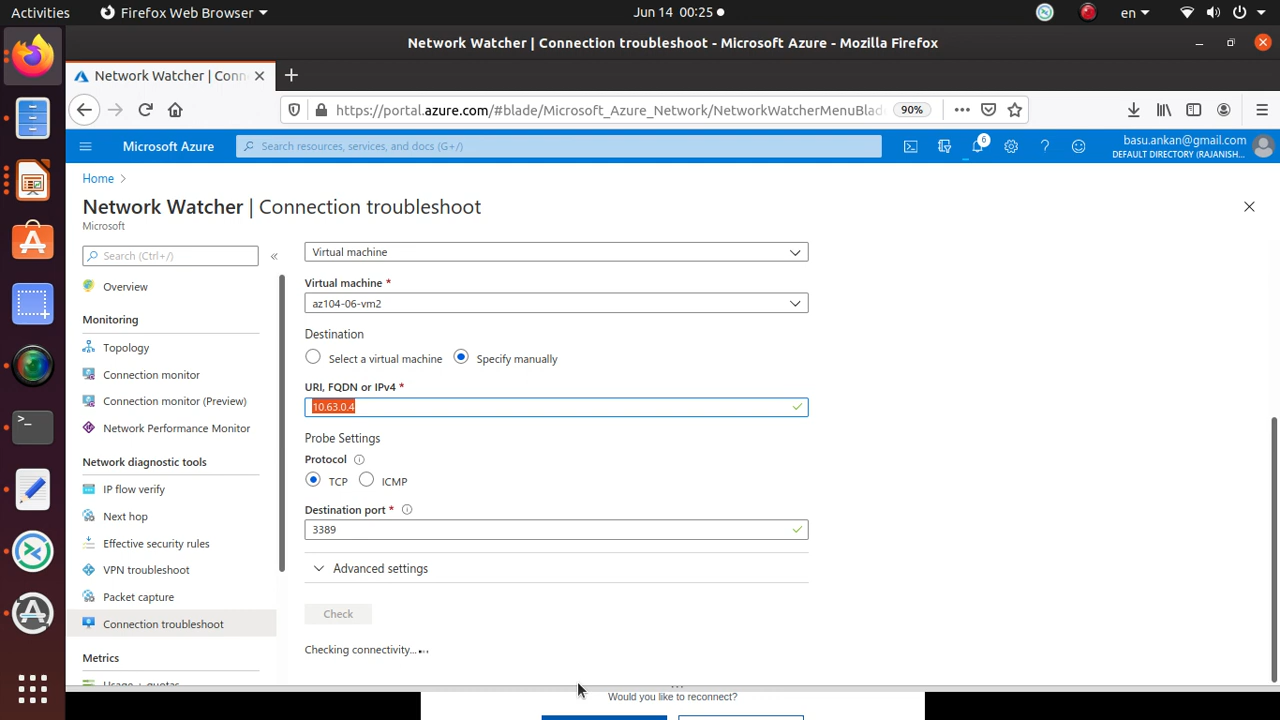 Activities
Firefox Web Browser
Jun 14 00:25
en
Network Watcher | Connection troubleshoot - Microsoft Azure - Mozilla Firefox
Network Watcher | Conn
https://portal.azure.com/#blade/Microsoft_Azure_Network/NetworkWatcherMenuBlad
90%
Microsoft Azure
Search resources, services, and docs (G+/)
6
basu.ankan@gmail.com
DEFAULT DIRECTORY (RAJANISH...
Home
Network Watcher | Connection troubleshoot
Microsoft
Search (Ctrl+/)
Overview
Monitoring
Topology
Connection monitor
Connection monitor (Preview)
Network Performance Monitor
Network diagnostic tools
IP flow verify
Next hop
Effective security rules
VPN troubleshoot
Packet capture
Connection troubleshoot
Metrics
Usage + quotas
Virtual machine
Virtual machine *
az104-06-vm2
Destination
Select a virtual machine
Specify manually
URI, FQDN or IPv4 *
10.63.0.4
Probe Settings
Protocol
TCP
ICMP
Destination port *
3389
Advanced settings
Check
Checking connectivity...
Would you like to reconnect?